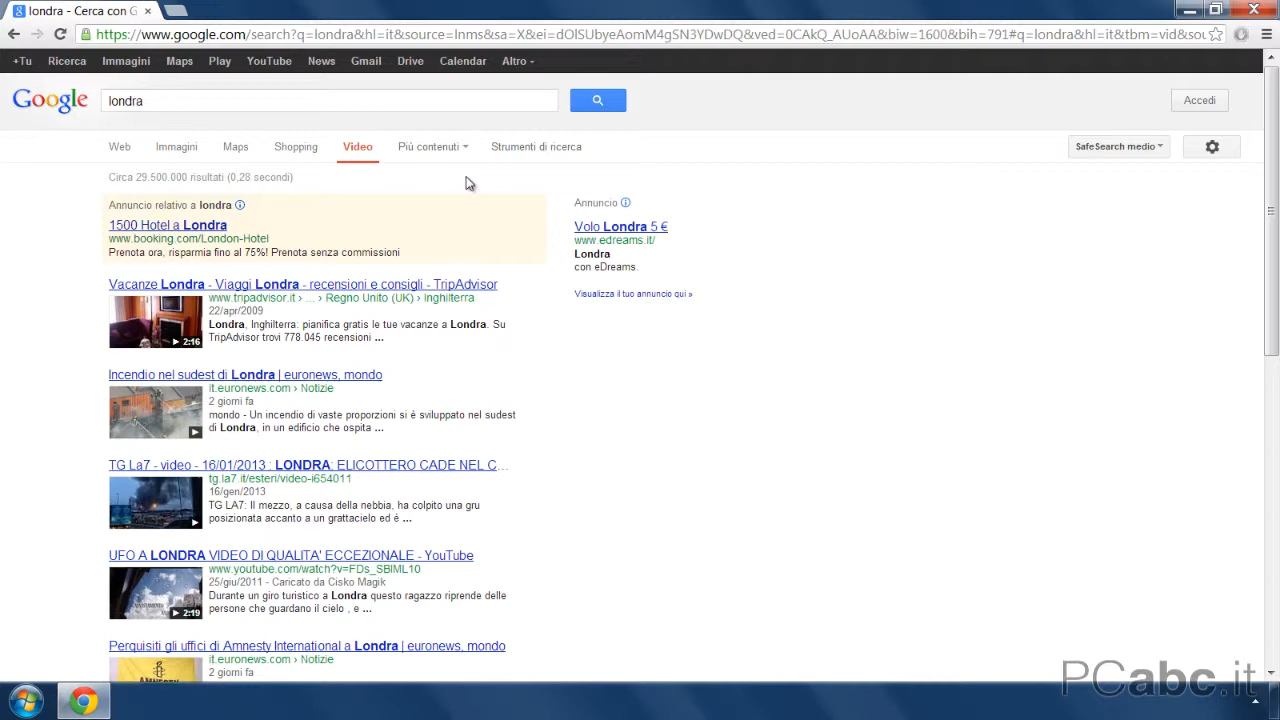 londra - Cerca con G
https://www.google.com/search?q=londra&hl=it&source=lnms&sa=X&ei=dbISUbyeAomM4gSN3YDwDQ&ved=0CAkQ_AUoAA&biw=1600&bih=791#q=londra&hl=it&tbm=vid&sou
+Tu Ricerca Immagini Maps Play YouTube News Gmail Drive Calendar Altro
Google londra Accedi
Web Immagini Maps Shopping Video Più contenuti Strumenti di ricerca SafeSearch medio
Circa 29.500.000 risultati (0,28 secondi)
Annuncio relativo a londra
1500 Hotel a Londra
www.booking.com/London-Hotel
Prenota ora, risparmia fino al 75%! Prenota senza commissioni
Annuncio
Volo Londra 5 €
www.edreams.it/
Londra
con eDreams.
Visualizza il tuo annuncio qui »
Vacanze Londra - Viaggi Londra - recensioni e consigli - TripAdvisor
www.tripadvisor.it › ... › Regno Unito (UK) › Inghilterra
22/apr/2009
Londra, Inghilterra: pianifica gratis le tue vacanze a Londra. Su
TripAdvisor trovi 778.045 recensioni ...
2:16
Incendio nel sudest di Londra | euronews, mondo
it.euronews.com › Notizie
2 giorni fa
mondo - Un incendio di vaste proporzioni si è sviluppato nel sudest
di Londra, in un edificio che ospita ...
TG La7 - video - 16/01/2013 : LONDRA: ELICOTTERO CADE NEL C...
tg.la7.it/esteri/video-i654011
16/gen/2013
TG LA7: Il mezzo, a causa della nebbia, ha colpito una gru
posizionata accanto a un grattacielo ed è ...
UFO A LONDRA VIDEO DI QUALITA' ECCEZIONALE - YouTube
www.youtube.com/watch?v=FDs_SBIML10
25/giu/2011 - Caricato da Cisko Magik
Durante un giro turistico a Londra questo ragazzo riprende delle
persone che guardano il cielo , e ...
2:19
Perquisiti gli uffici di Amnesty International a Londra | euronews, mondo
it.euronews.com › Notizie
2 giorni fa
PCabc.it